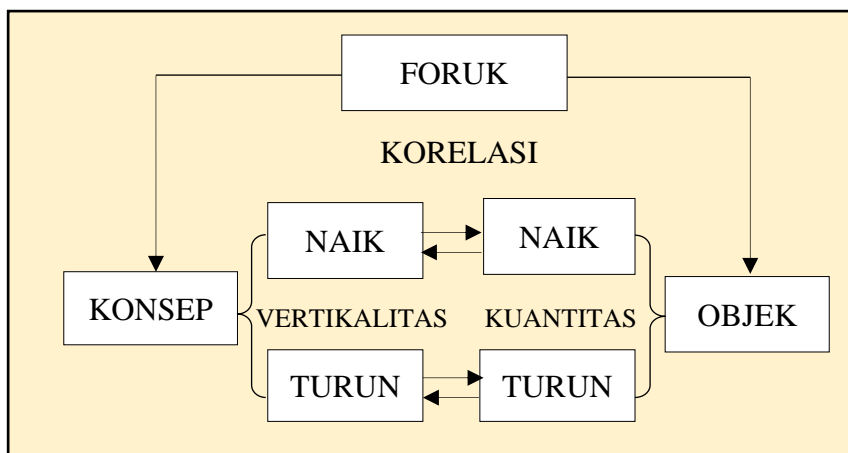 FORUK
KORELASI
NAIK
NAIK
KONSEP
VERTIKALITAS
KUANTITAS
OBJEK
TURUN
TURUN